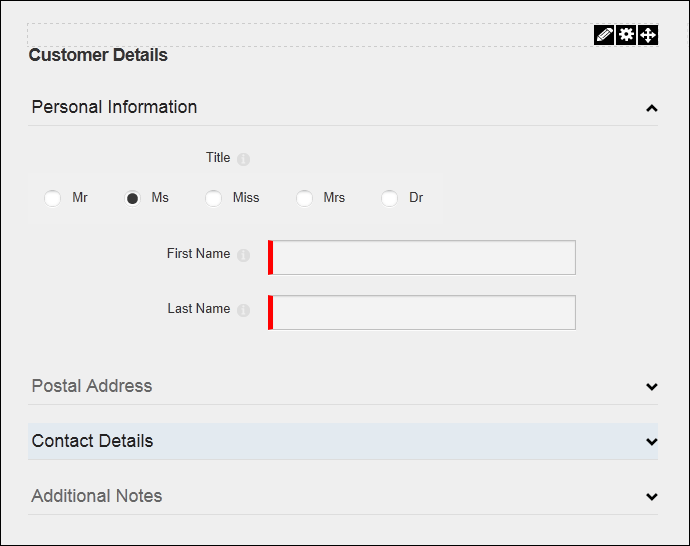 Customer Details
Personal Information
Title
Mr Ms Miss Mrs Dr
First Name
Last Name
Postal Address
Contact Details
Additional Notes